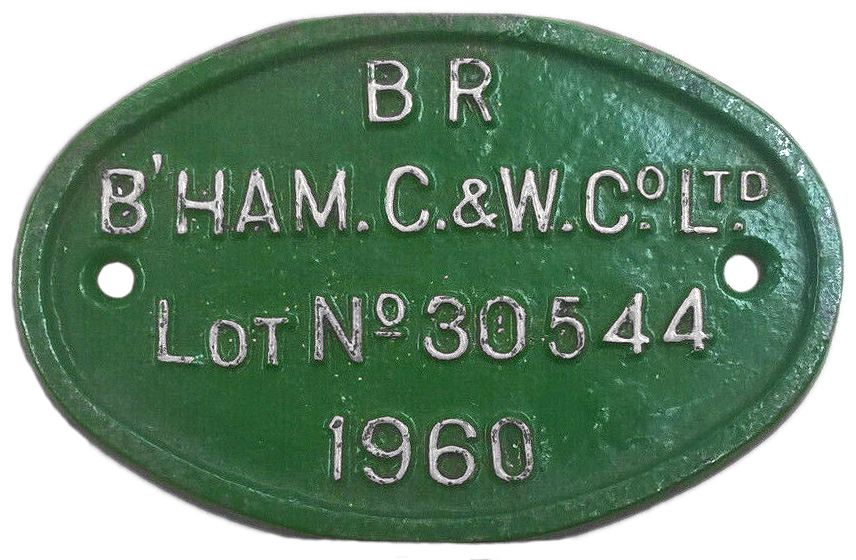 BR
B'HAM. C. & W. Cº. LTD.
LOT Nº 30544
1960